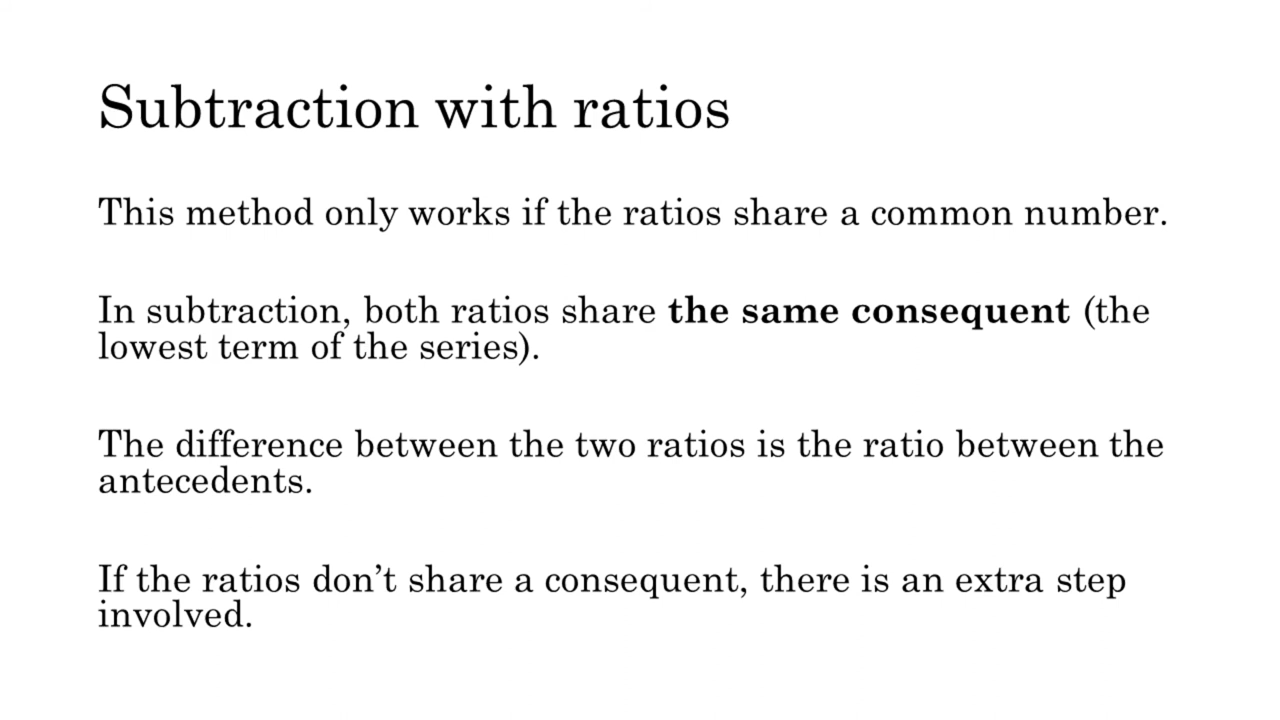 Subtraction with ratios
This method only works if the ratios share a common number.
In subtraction, both ratios share the same consequent (the
lowest term of the series).
The difference between the two ratios is the ratio between the
antecedents.
If the ratios don’t share a consequent, there is an extra step
involved.